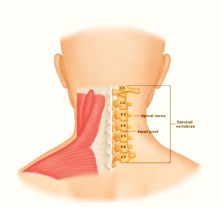 Spinal nerve
Cervical
vertebrae
Facet joint